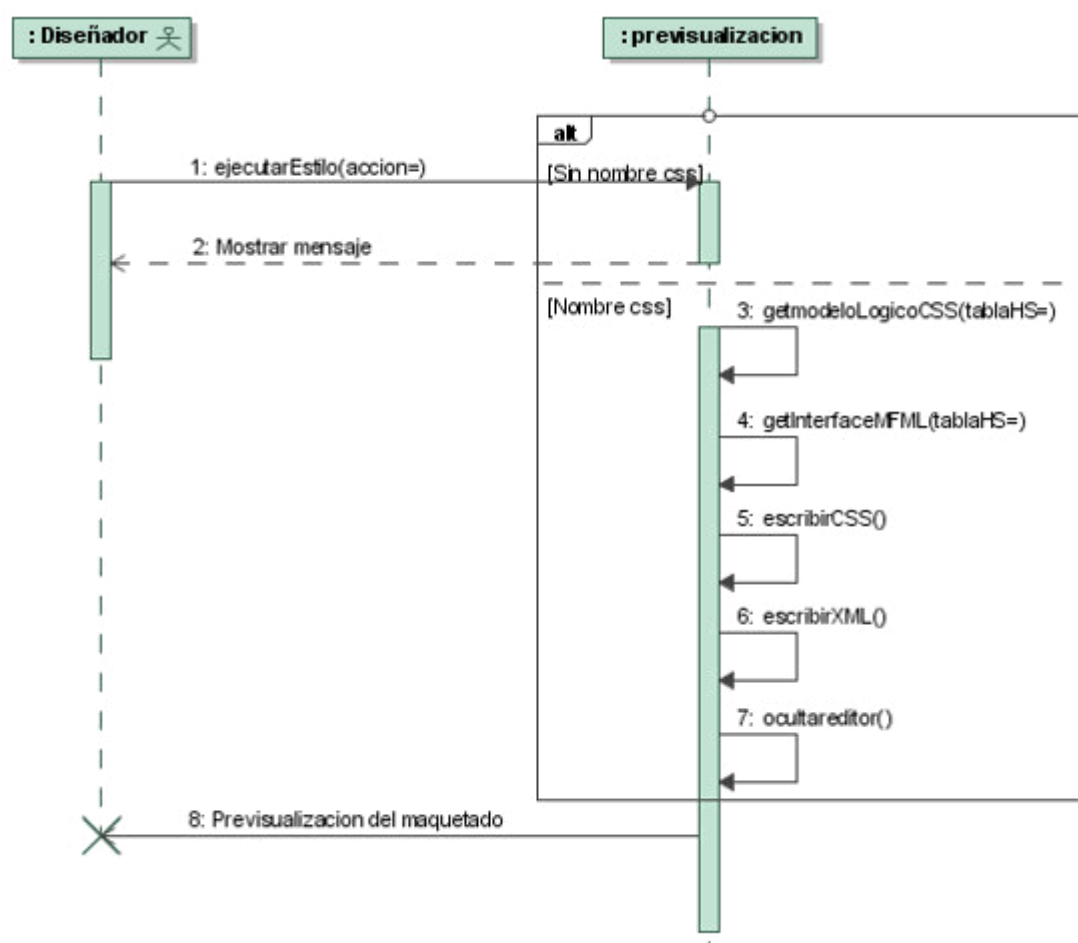 : Diseñador
: previsualizacion
alt
1: ejecutarEstilo(accion=)
[Sin nombre css]
2: Mostrar mensaje
[Nombre css]
3: getmodeloLogicoCSS(tablaHS=)
4: getInterfaceMFML(tablaHS=)
5: escribirCSS()
6: escribirXML()
7: ocultareditor()
8: Previsualizacion del maquetado